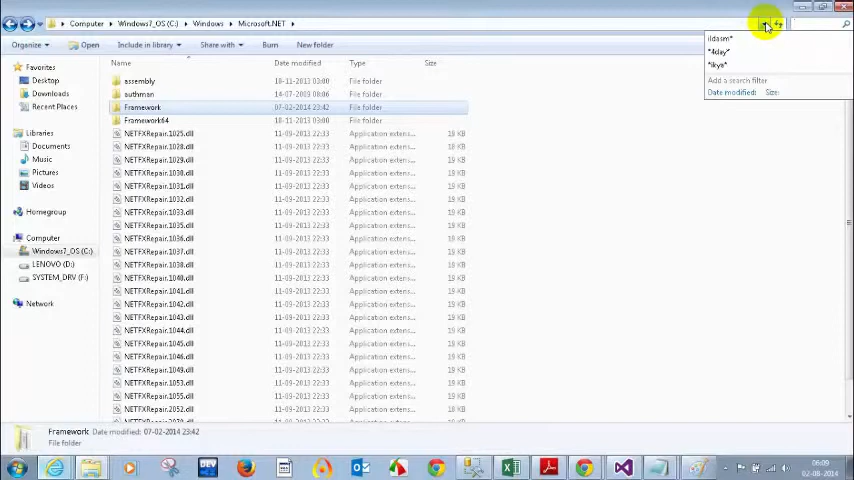 Computer ▸ Windows7_OS (C:) ▸ Windows ▸ Microsoft.NET ▸
Organize Open Include in library Share with Burn New folder
ildasm*
*4day*
*ikya*
Add a search filter
Date modified: Size:
Date modified Type Size
Favorites
Desktop
Downloads
Recent Places
Libraries
Documents
Music
Pictures
Videos
Homegroup
Computer
Windows7_OS (C:)
LENOVO (D:)
SYSTEM_DRV (F:)
Network
assembly 18-11-2013 03:00 File folder
authman 14-07-2009 08:06 File folder
Framework 07-02-2014 23:42 File folder
Framework64 18-11-2013 03:00 File folder
NETFXRepair.1025.dll 11-09-2013 22:33 Application extens... 19 KB
NETFXRepair.1028.dll 11-09-2013 22:33 Application extens... 19 KB
NETFXRepair.1029.dll 11-09-2013 22:33 Application extens... 19 KB
NETFXRepair.1030.dll 11-09-2013 22:33 Application extens... 19 KB
NETFXRepair.1031.dll 11-09-2013 22:33 Application extens... 19 KB
NETFXRepair.1032.dll 11-09-2013 22:33 Application extens... 19 KB
NETFXRepair.1033.dll 11-09-2013 22:33 Application extens... 19 KB
NETFXRepair.1035.dll 11-09-2013 22:33 Application extens... 19 KB
NETFXRepair.1036.dll 11-09-2013 22:33 Application extens... 19 KB
NETFXRepair.1037.dll 11-09-2013 22:33 Application extens... 19 KB
NETFXRepair.1038.dll 11-09-2013 22:33 Application extens... 19 KB
NETFXRepair.1040.dll 11-09-2013 22:33 Application extens... 19 KB
NETFXRepair.1041.dll 11-09-2013 22:33 Application extens... 19 KB
NETFXRepair.1042.dll 11-09-2013 22:33 Application extens... 19 KB
NETFXRepair.1043.dll 11-09-2013 22:33 Application extens... 19 KB
NETFXRepair.1044.dll 11-09-2013 22:33 Application extens... 19 KB
NETFXRepair.1045.dll 11-09-2013 22:33 Application extens... 19 KB
NETFXRepair.1046.dll 11-09-2013 22:33 Application extens... 19 KB
NETFXRepair.1049.dll 11-09-2013 22:33 Application extens... 19 KB
NETFXRepair.1053.dll 11-09-2013 22:33 Application extens... 19 KB
NETFXRepair.1055.dll 11-09-2013 22:33 Application extens... 19 KB
NETFXRepair.2052.dll 11-09-2013 22:33 Application extens... 19 KB
Framework Date modified: 07-02-2014 23:42
File folder
DEV
06:09
02-08-2014